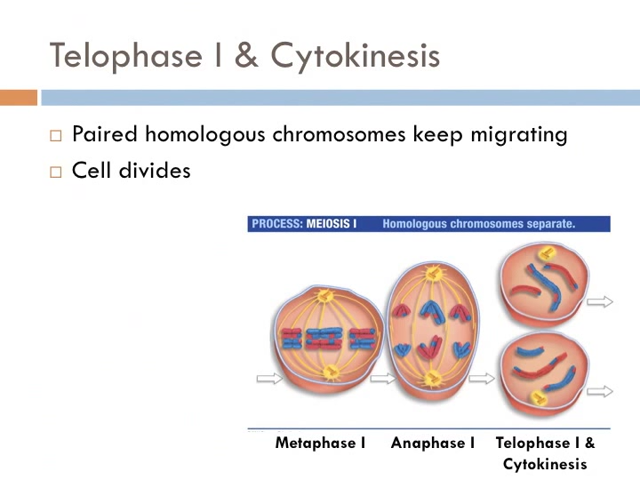 Telophase I & Cytokinesis
Paired homologous chromosomes keep migrating
Cell divides
PROCESS: MEIOSIS I Homologous chromosomes separate.
Metaphase I Anaphase I Telophase I &
Cytokinesis